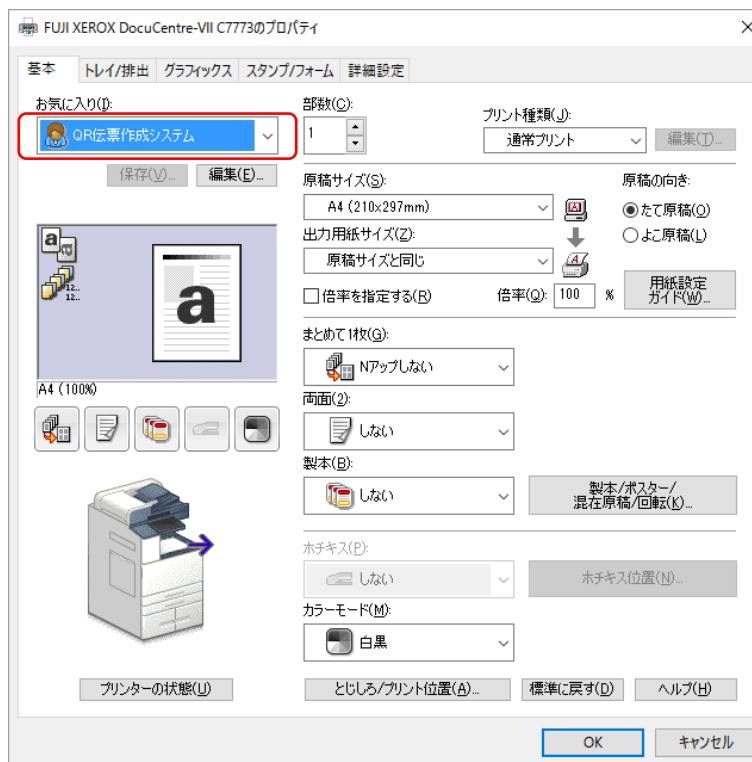 FUJI XEROX DocuCentre-VII C7773のプロパティ
基本 トレイ/排出 グラフィックス スタンプ/フォーム 詳細設定
お気に入り(I):
QR伝票作成システム
保存(V)... 編集(E)...
部数(C):
1
プリント種類(J):
通常プリント 編集(T)...
原稿サイズ(S):
A4 (210x297mm)
原稿の向き:
たて原稿(O)
よこ原稿(L)
出力用紙サイズ(Z):
原稿サイズと同じ
倍率を指定する(R) 倍率(Q): 100 %
用紙設定
ガイド(W)...
a
a
12..
12..
a
A4 (100%)
まとめて1枚(G):
Nアップしない
両面(2):
しない
製本(B):
しない
製本/ポスター/
混在原稿/回転(K)...
ホチキス(P):
しない ホチキス位置(N)...
カラーモード(M):
白黒
プリンターの状態(U) とじしろ/プリント位置(A)... 標準に戻す(D) ヘルプ(H)
OK キャンセル